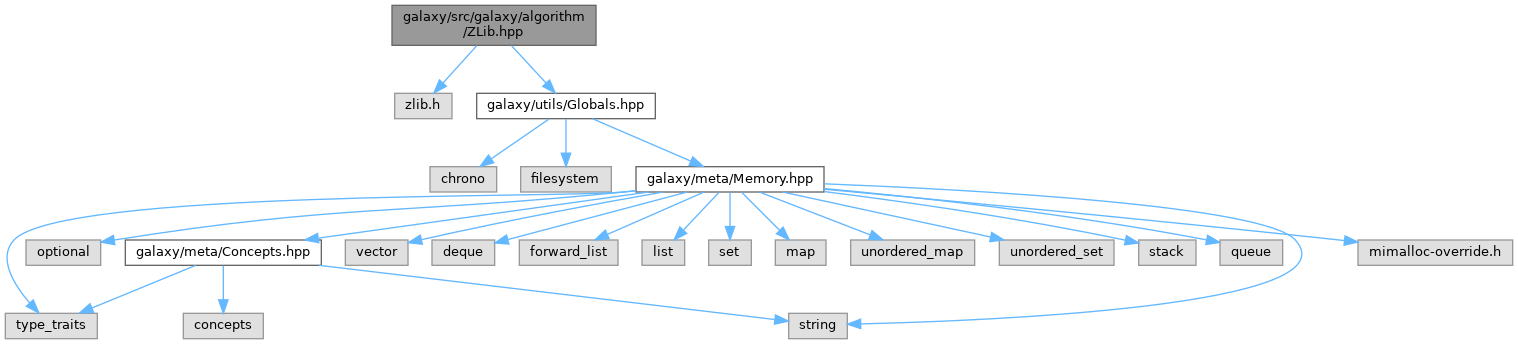 galaxy/src/galaxy/algorithm
/ZLib.hpp
zlib.h
galaxy/utils/Globals.hpp
chrono
filesystem
galaxy/meta/Memory.hpp
optional
galaxy/meta/Concepts.hpp
vector
deque
forward_list
list
set
map
unordered_map
unordered_set
stack
queue
mimalloc-override.h
type_traits
concepts
string